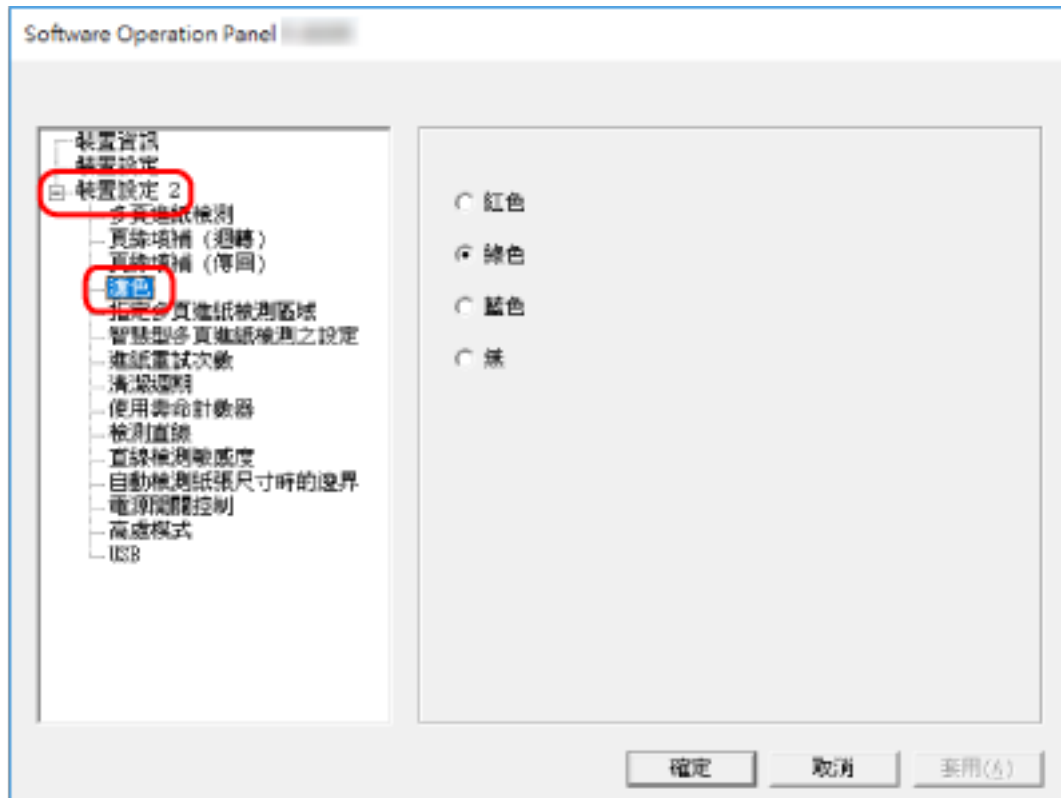 Software Operation Panel
裝置資訊
裝置設定
裝置設定 2
多頁進紙檢測
頁緣填補 (迴轉)
頁緣填補 (傳回)
濾色
指定多頁進紙檢測區域
智慧型多頁進紙檢測之設定
進紙重試次數
清潔週期
使用壽命計數器
檢測直線
直線檢測敏感度
自動檢測紙張尺寸時的邊界
電源開關控制
高處模式
USB
紅色
綠色
藍色
無
確定
取消
套用(A)